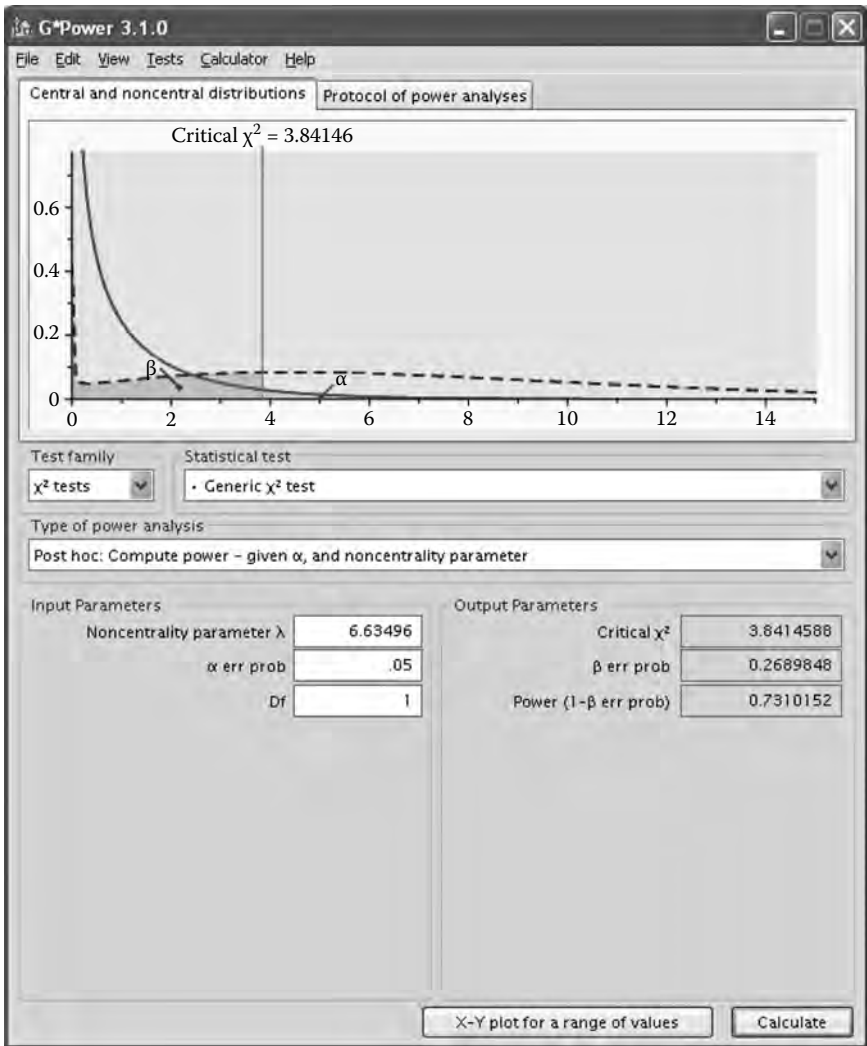 G*Power 3.1.0
File Edit View Tests Calculator Help
Central and noncentral distributions Protocol of power analyses
Critical χ² = 3.84146
0.6
0.4
0.2
0
β
α
0 2 4 6 8 10 12 14
Test family Statistical test
χ² tests Generic χ² test
Type of power analysis
Post hoc: Compute power – given α, and noncentrality parameter
Input Parameters Output Parameters
Noncentrality parameter λ 6.63496 Critical χ² 3.8414588
α err prob .05 β err prob 0.2689848
Df 1 Power (1-β err prob) 0.7310152
X-Y plot for a range of values Calculate